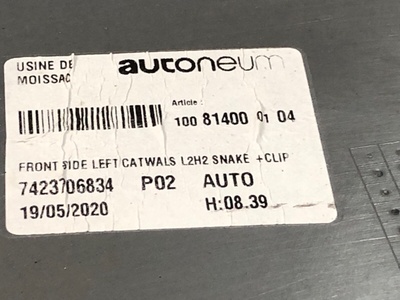 USINE DE autoneum
MOISSAC
Article :
100 81400 01 04
FRONT SIDE LEFT CATWALS L2H2 SNAKE +CLIP
7423706834 P02 AUTO
19/05/2020 H:08.39